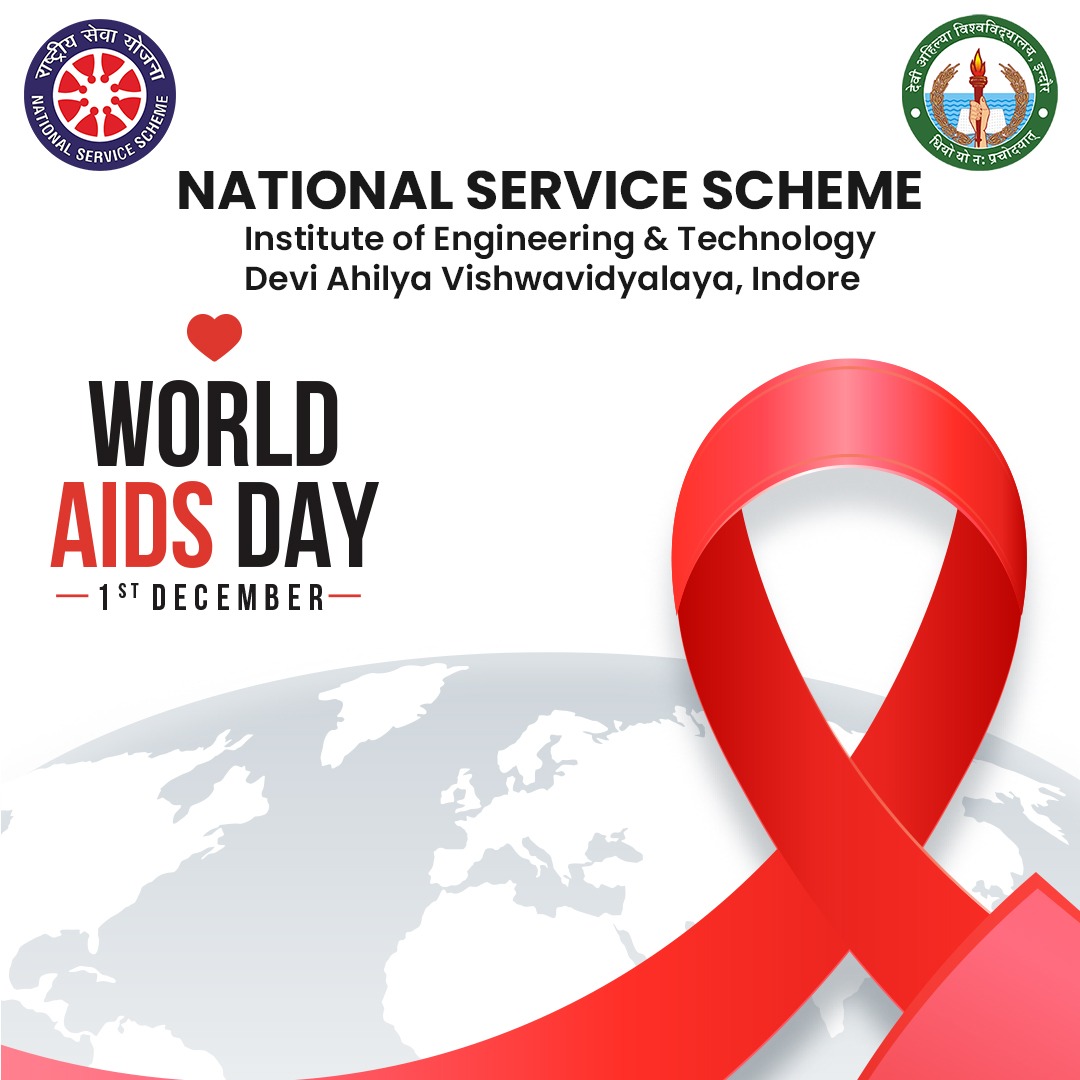 राष्ट्रीय सेवा योजना
NATIONAL SERVICE SCHEME
देवी अहिल्या विश्वविद्यालय, इन्दौर
धियो यो नः प्रचोदयात्
NATIONAL SERVICE SCHEME
Institute of Engineering & Technology
Devi Ahilya Vishwavidyalaya, Indore
WORLD
AIDS DAY
1ST DECEMBER